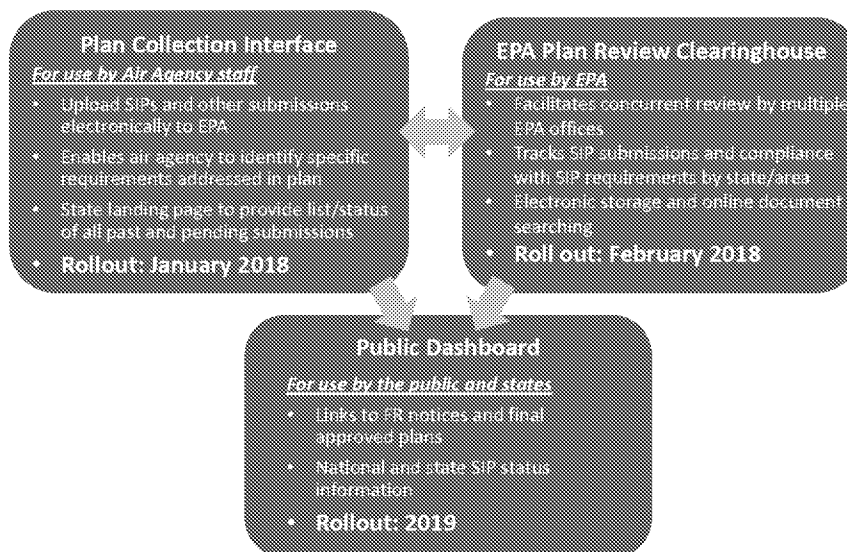 Plan Collection Interface
For use by Air Agency staff
• Upload SIPs and other submissions
electronically to EPA
• Enables air agency to identify specific
requirements addressed in plan
• State landing page to provide list/status
of all past and pending submissions
• Rollout: January 2018
EPA Plan Review Clearinghouse
For use by EPA
• Facilitates concurrent review by multiple
EPA offices
• Tracks SIP submissions and compliance
with SIP requirements by state/area
• Electronic storage and online document
searching
• Roll out: February 2018
Public Dashboard
For use by the public and states
• Links to FR notices and final
approved plans
• National and state SIP status
information
• Rollout: 2019